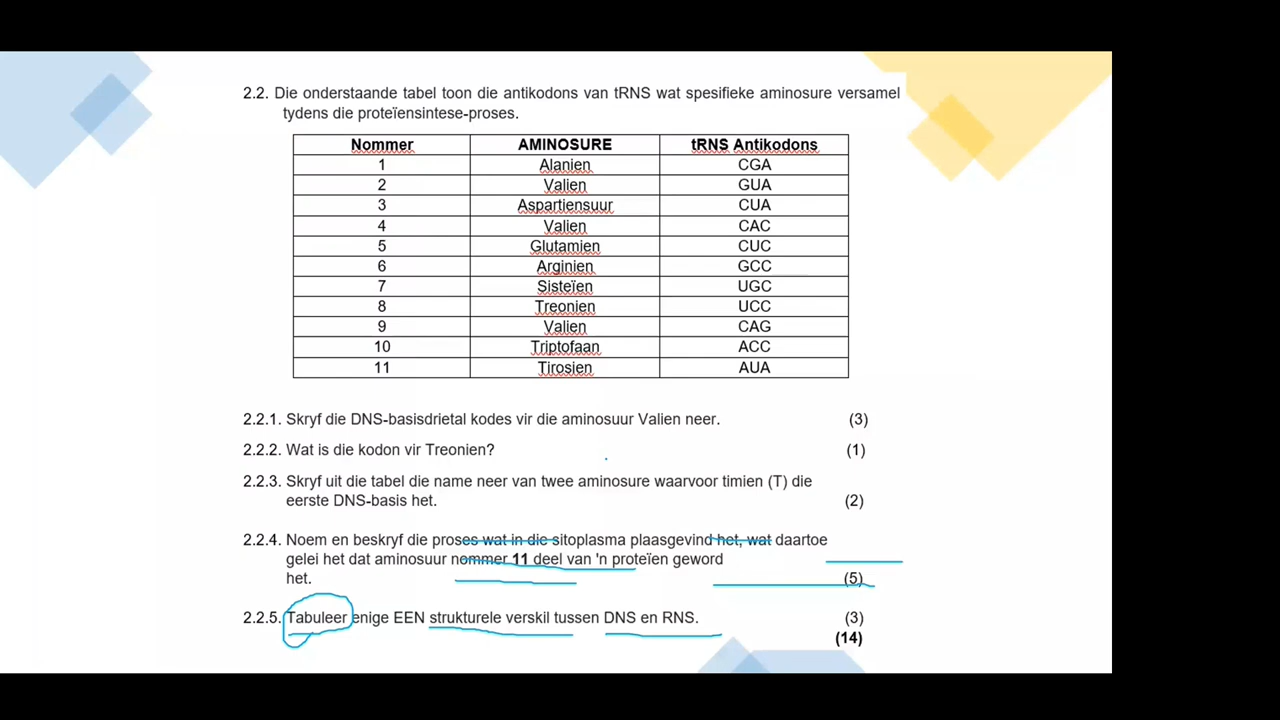 2.2. Die onderstaande tabel toon die antikodons van tRNS wat spesifieke aminosure versamel
tydens die proteïensintese-proses.
Nommer AMINOSURE tRNS Antikodons
1 Alanien CGA
2 Valien GUA
3 Aspartiensuur CUA
4 Valien CAC
5 Glutamien CUC
6 Arginien GCC
7 Sisteïen UGC
8 Treonien UCC
9 Valien CAG
10 Triptofaan ACC
11 Tirosien AUA
2.2.1. Skryf die DNS-basisdrietal kodes vir die aminosuur Valien neer. (3)
2.2.2. Wat is die kodon vir Treonien? (1)
2.2.3. Skryf uit die tabel die name neer van twee aminosure waarvoor timien (T) die
eerste DNS-basis het. (2)
2.2.4. Noem en beskryf die proses wat in die sitoplasma plaasgevind het, wat daartoe
gelei het dat aminosuur nommer 11 deel van 'n proteïen geword
het. (5)
2.2.5. Tabuleer enige EEN strukturele verskil tussen DNS en RNS. (3)
(14)